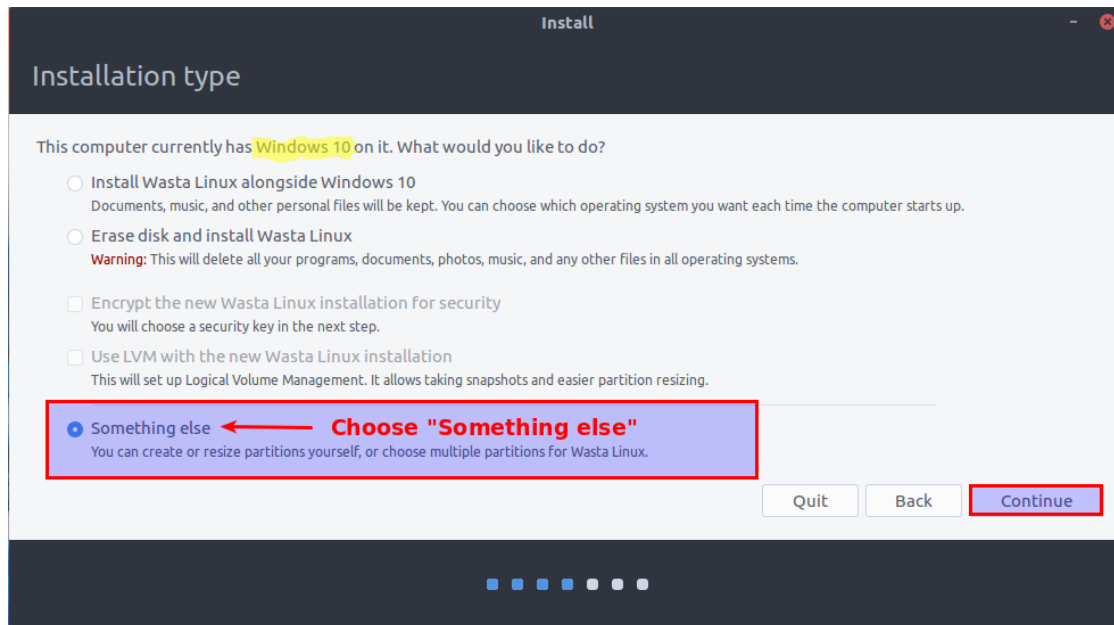 Install
Installation type
This computer currently has Windows 10 on it. What would you like to do?
Install Wasta Linux alongside Windows 10
Documents, music, and other personal files will be kept. You can choose which operating system you want each time the computer starts up.
Erase disk and install Wasta Linux
Warning: This will delete all your programs, documents, photos, music, and any other files in all operating systems.
Encrypt the new Wasta Linux installation for security
You will choose a security key in the next step.
Use LVM with the new Wasta Linux installation
This will set up Logical Volume Management. It allows taking snapshots and easier partition resizing.
Something else Choose "Something else"
You can create or resize partitions yourself, or choose multiple partitions for Wasta Linux.
Quit Back Continue